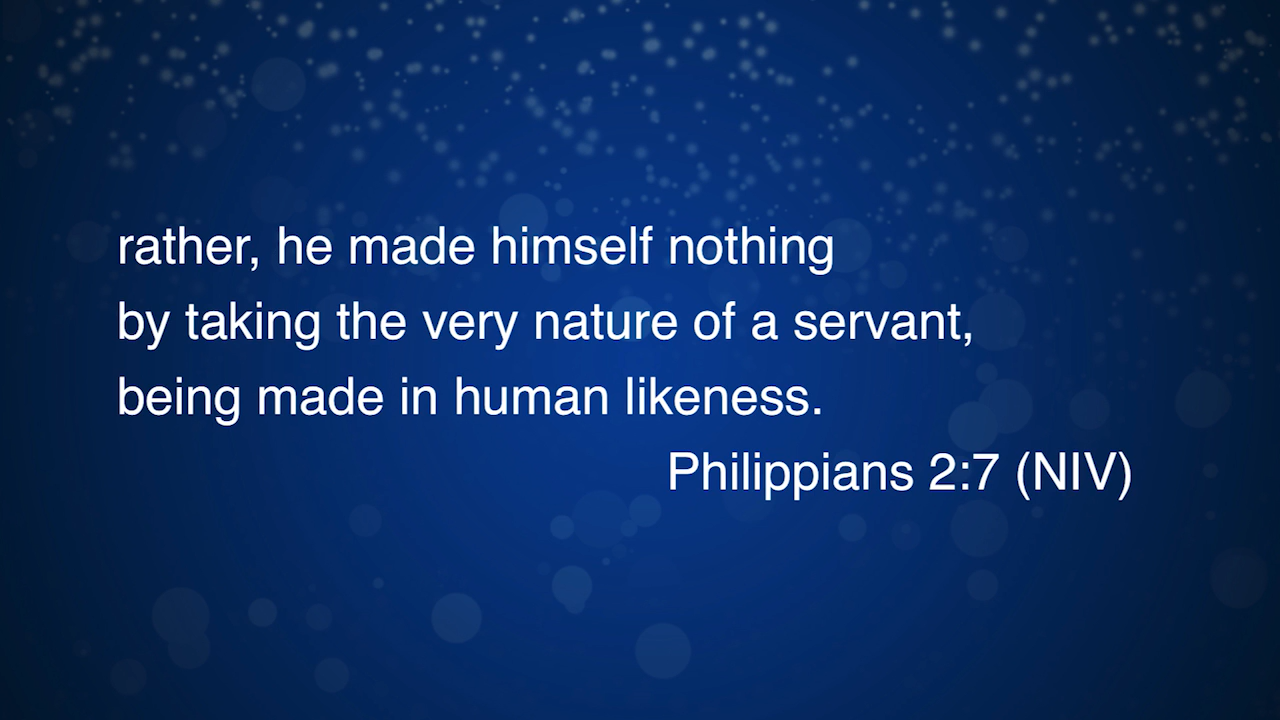 rather, he made himself nothing
by taking the very nature of a servant,
being made in human likeness.
Philippians 2:7 (NIV)